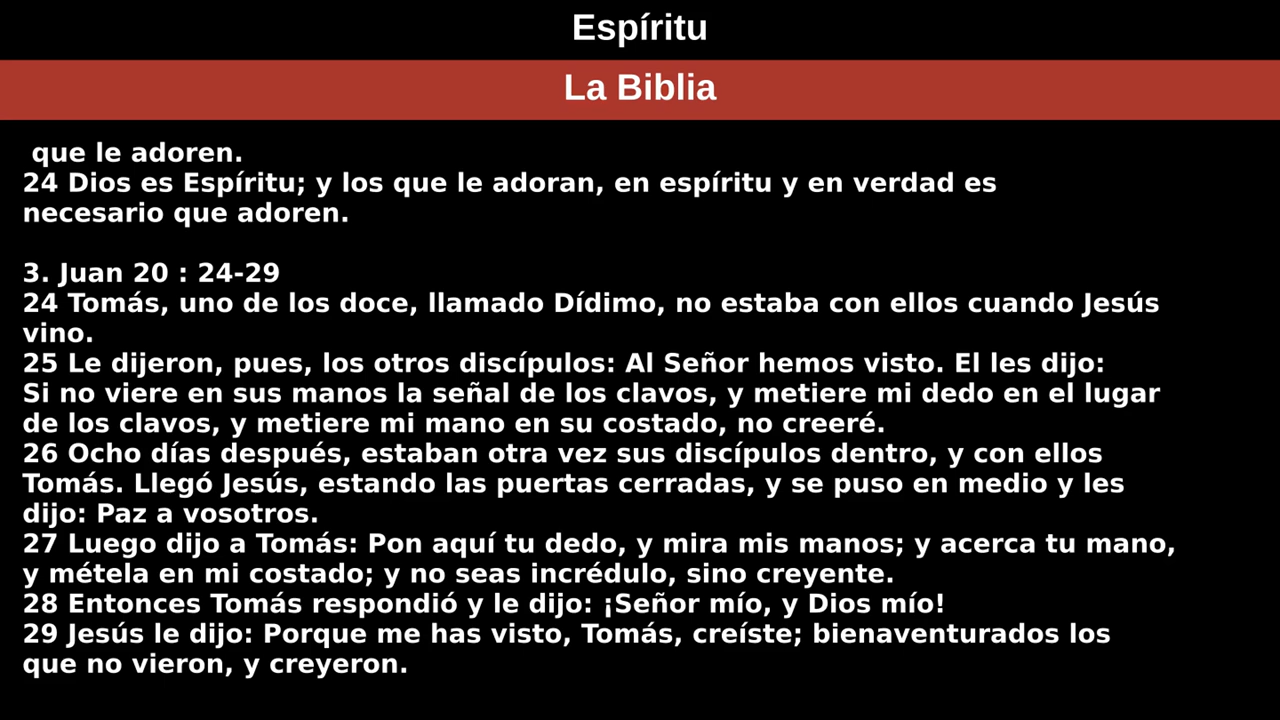 Espíritu
La Biblia
que le adoren.
24 Dios es Espíritu; y los que le adoran, en espíritu y en verdad es
necesario que adoren.
3. Juan 20 : 24-29
24 Tomás, uno de los doce, llamado Dídimo, no estaba con ellos cuando Jesús
vino.
25 Le dijeron, pues, los otros discípulos: Al Señor hemos visto. El les dijo:
Si no viere en sus manos la señal de los clavos, y metiere mi dedo en el lugar
de los clavos, y metiere mi mano en su costado, no creeré.
26 Ocho días después, estaban otra vez sus discípulos dentro, y con ellos
Tomás. Llegó Jesús, estando las puertas cerradas, y se puso en medio y les
dijo: Paz a vosotros.
27 Luego dijo a Tomás: Pon aquí tu dedo, y mira mis manos; y acerca tu mano,
y métela en mi costado; y no seas incrédulo, sino creyente.
28 Entonces Tomás respondió y le dijo: ¡Señor mío, y Dios mío!
29 Jesús le dijo: Porque me has visto, Tomás, creíste; bienaventurados los
que no vieron, y creyeron.